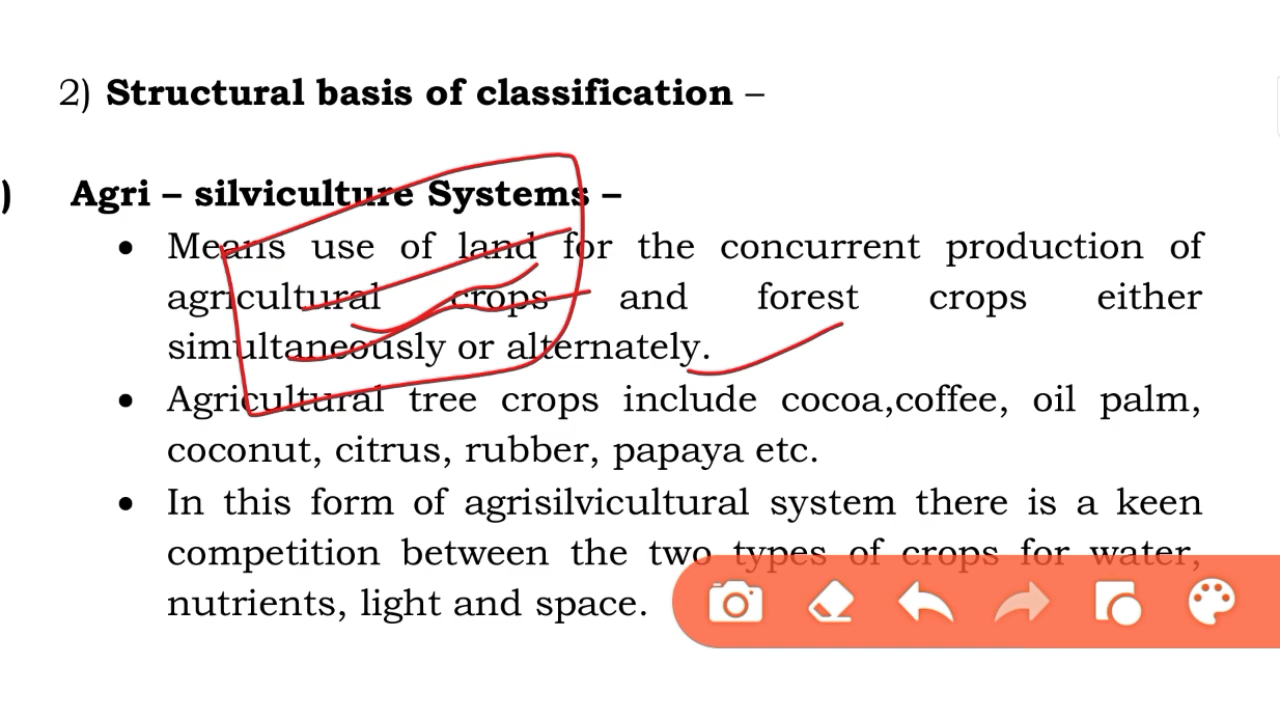 2) Structural basis of classification –
) Agri – silviculture Systems –
• Means use of land for the concurrent production of
agricultural crops and forest crops either
simultaneously or alternately.
• Agricultural tree crops include cocoa,coffee, oil palm,
coconut, citrus, rubber, papaya etc.
• In this form of agrisilvicultural system there is a keen
competition between the two types of crops for water,
nutrients, light and space.